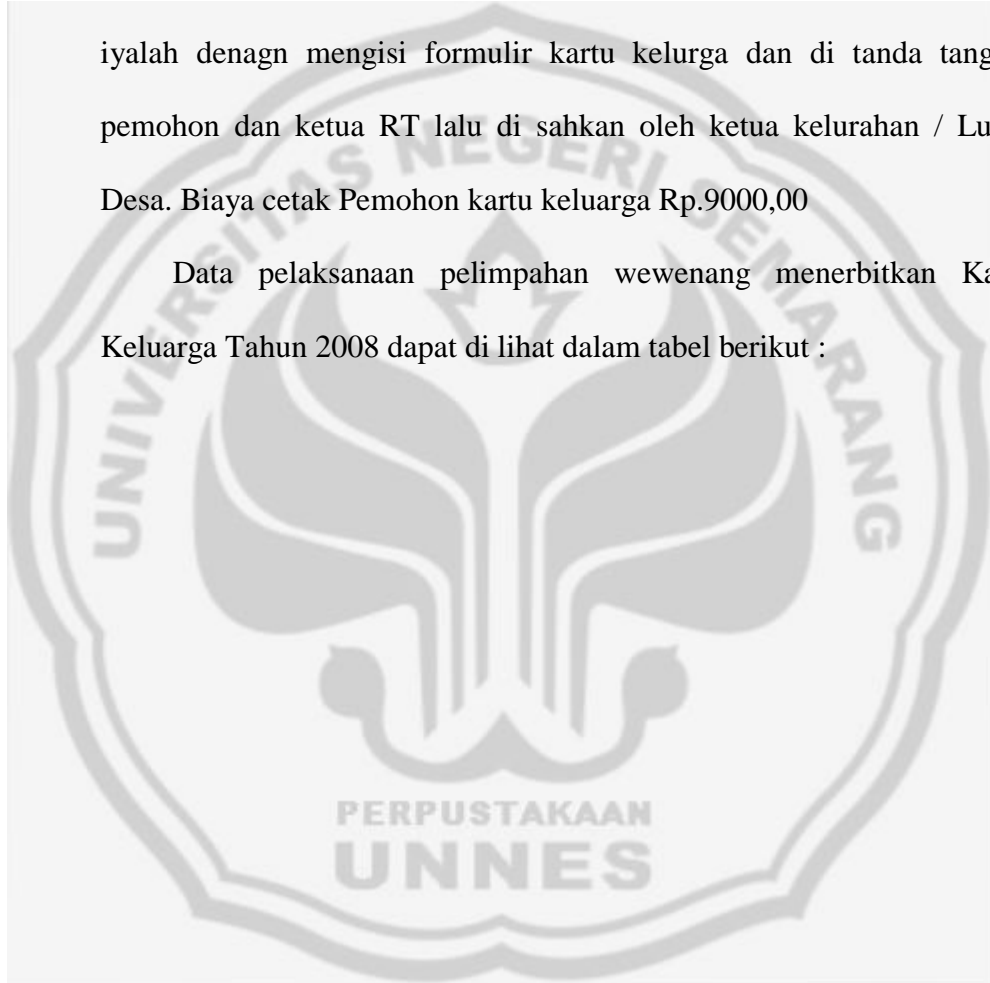 iyalah denagn mengisi formulir kartu kelurga dan di tanda tang
pemohon dan ketua RT lalu di sahkan oleh ketua kelurahan / Lu
Desa. Biaya cetak Pemohon kartu keluarga Rp.9000,00
Data pelaksanaan pelimpahan wewenang menerbitkan Ka
Keluarga Tahun 2008 dapat di lihat dalam tabel berikut :
UNIVERSITAS NEGERI SEMARANG
PERPUSTAKAAN
UNNES